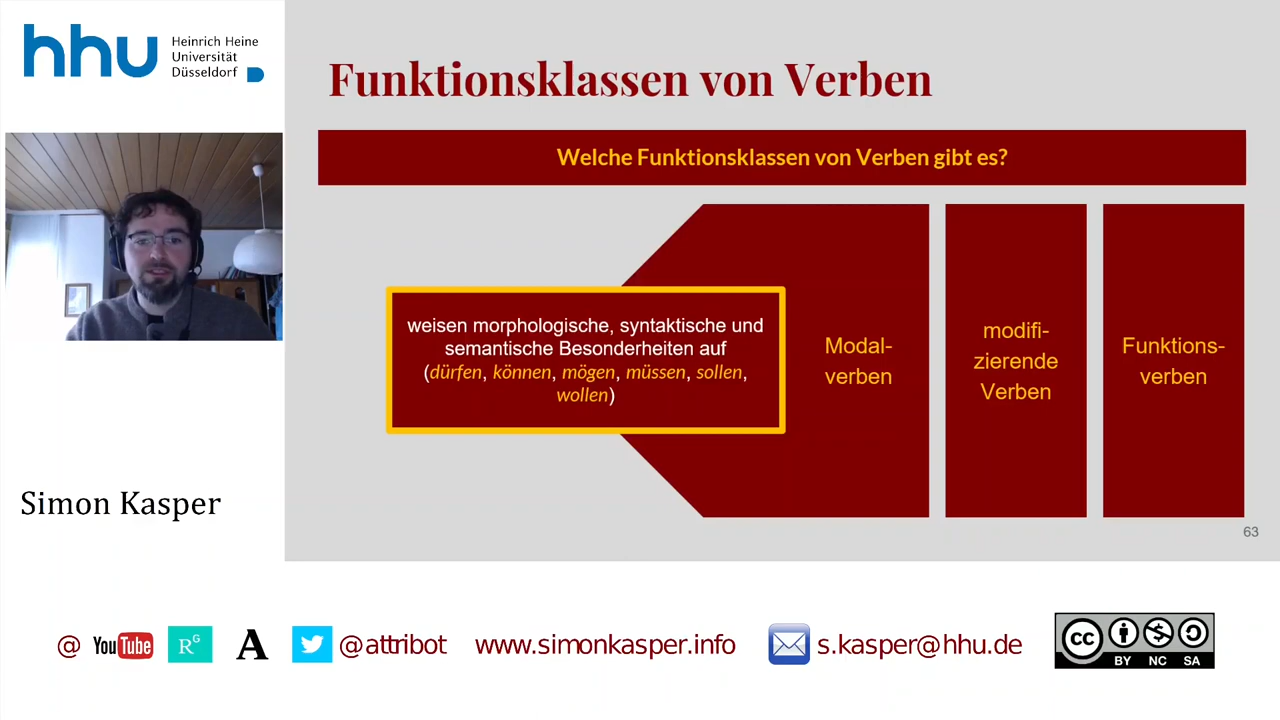 hhu Heinrich Heine
Universität
Düsseldorf
Funktionsklassen von Verben
Welche Funktionsklassen von Verben gibt es?
weisen morphologische, syntaktische und
semantische Besonderheiten auf
(dürfen, können, mögen, müssen, sollen,
wollen)
Modal-
verben
modifi-
zierende
Verben
Funktions-
verben
63
Simon Kasper
@ YouTube RG A @attribot www.simonkasper.info s.kasper@hhu.de
cc BY NC SA